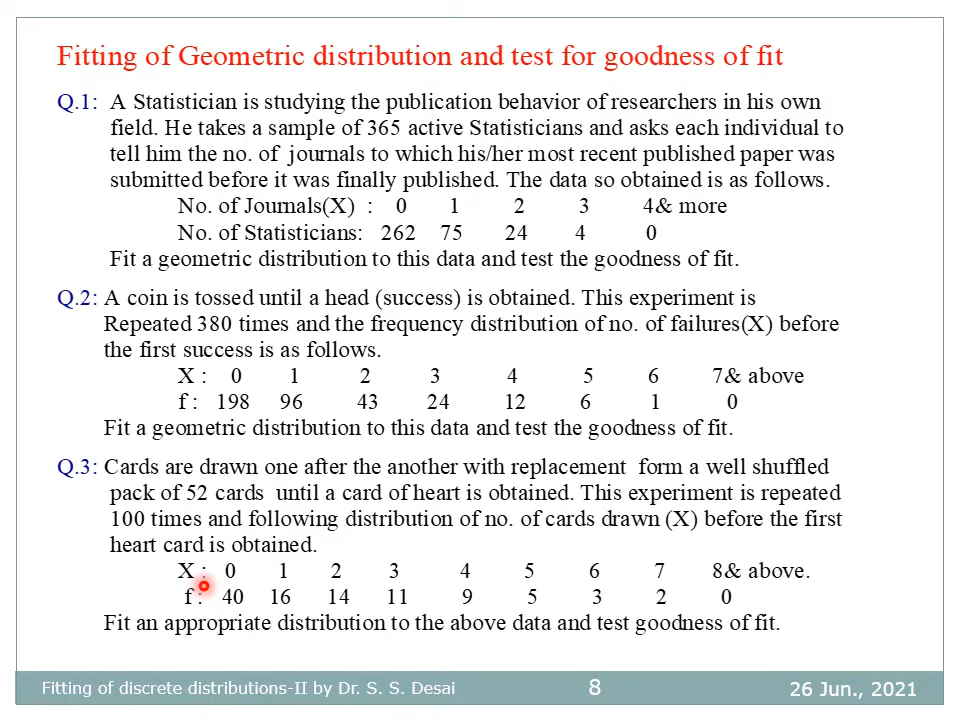 Fitting of Geometric distribution and test for goodness of fit
Q.1: A Statistician is studying the publication behavior of researchers in his own
field. He takes a sample of 365 active Statisticians and asks each individual to
tell him the no. of journals to which his/her most recent published paper was
submitted before it was finally published. The data so obtained is as follows.
No. of Journals(X) : 0 1 2 3 4& more
No. of Statisticians: 262 75 24 4 0
Fit a geometric distribution to this data and test the goodness of fit.
Q.2: A coin is tossed until a head (success) is obtained. This experiment is
Repeated 380 times and the frequency distribution of no. of failures(X) before
the first success is as follows.
X : 0 1 2 3 4 5 6 7& above
f : 198 96 43 24 12 6 1 0
Fit a geometric distribution to this data and test the goodness of fit.
Q.3: Cards are drawn one after the another with replacement form a well shuffled
pack of 52 cards until a card of heart is obtained. This experiment is repeated
100 times and following distribution of no. of cards drawn (X) before the first
heart card is obtained.
X : 0 1 2 3 4 5 6 7 8& above.
f : 40 16 14 11 9 5 3 2 0
Fit an appropriate distribution to the above data and test goodness of fit.
Fitting of discrete distributions-II by Dr. S. S. Desai 8 26 Jun., 2021